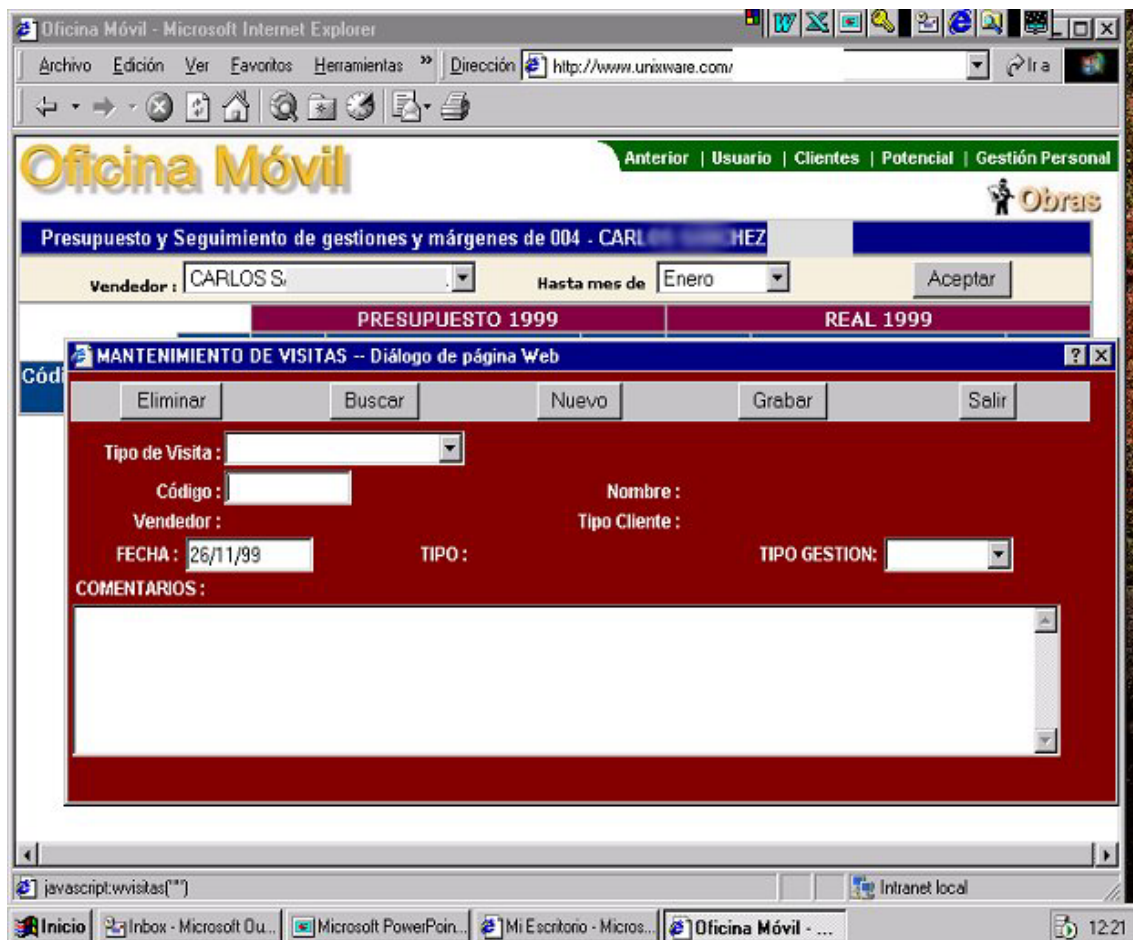 Oficina Móvil - Microsoft Internet Explorer
Archivo Edición Ver Favoritos Herramientas » Dirección http://www.unixware.com/ Ir a
Oficina Móvil
Anterior | Usuario | Clientes | Potencial | Gestión Personal
Obras
Presupuesto y Seguimiento de gestiones y márgenes de 004 - CARL HEZ
Vendedor : CARLOS S Hasta mes de Enero Aceptar
PRESUPUESTO 1999 REAL 1999
MANTENIMIENTO DE VISITAS -- Diálogo de página Web
Códi
Eliminar Buscar Nuevo Grabar Salir
Tipo de Visita :
Código : Nombre :
Vendedor : Tipo Cliente :
FECHA : 26/11/99 TIPO : TIPO GESTION:
COMENTARIOS :
javascript:wvisitas("") Intranet local
Inicio Inbox - Microsoft Ou... Microsoft PowerPoin... Mi Escritorio - Micros... Oficina Móvil - ... 12:21